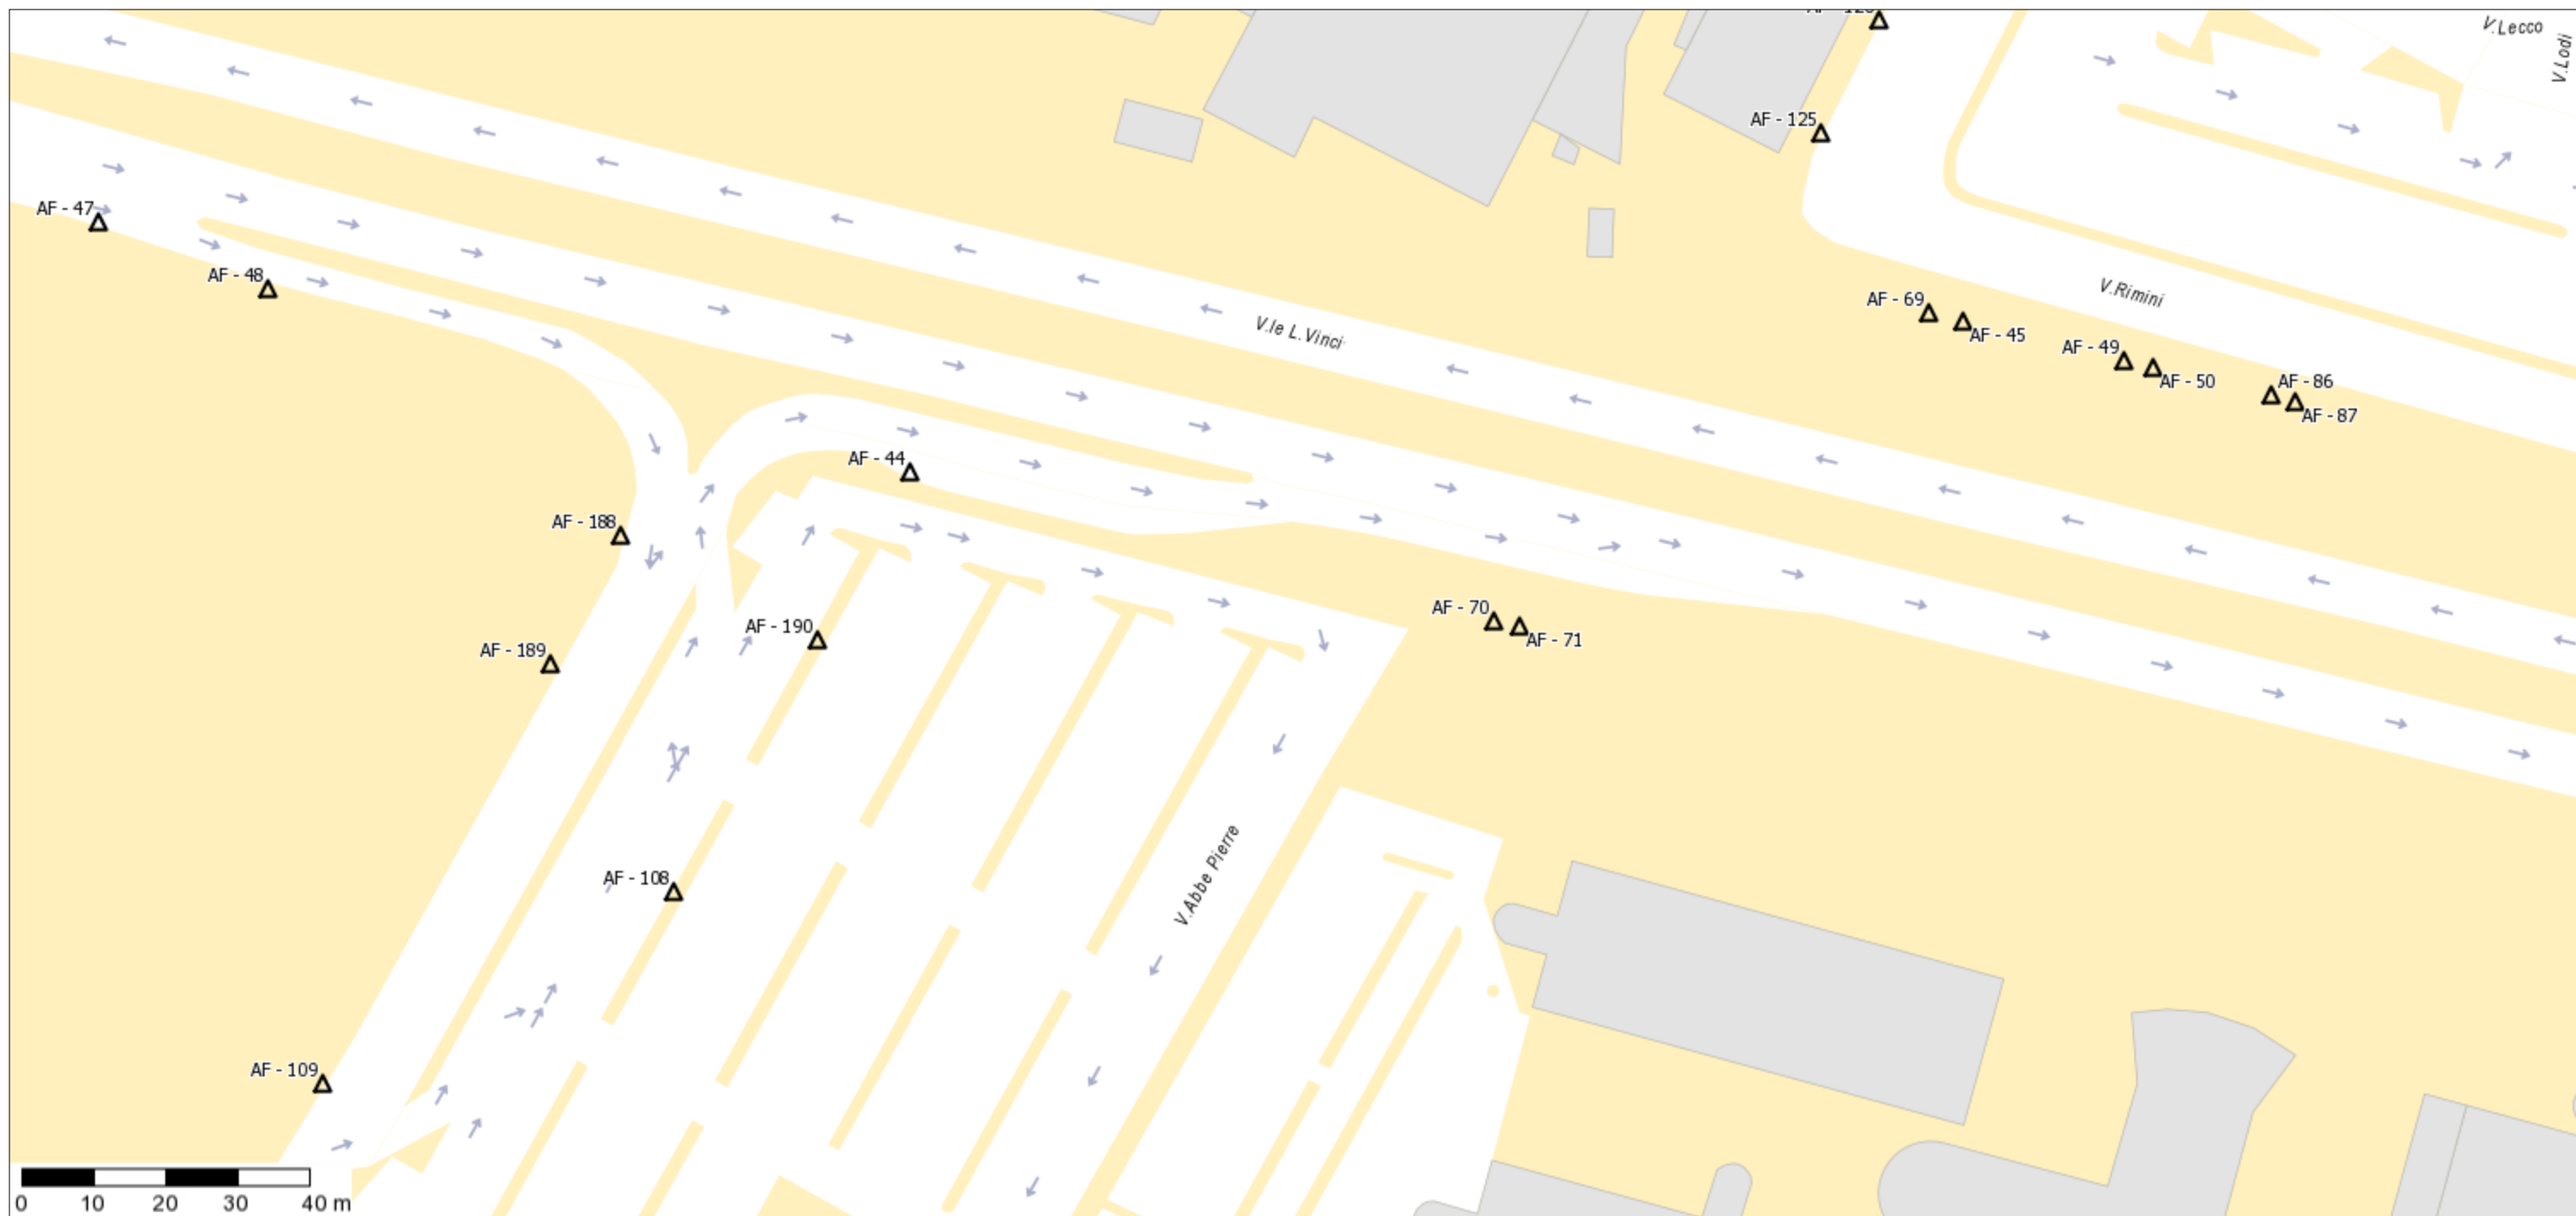 V.Lecco
V.Lodi
AF - 125
AF - 47
AF - 48
V.Rimini
AF - 69
AF - 45
V.le L.Vinci
AF - 49
AF - 50
AF - 86
AF - 87
AF - 44
AF - 188
AF - 70
AF - 71
AF - 190
AF - 189
V.Abbe Pierre
AF - 108
AF - 109
0 10 20 30 40 m